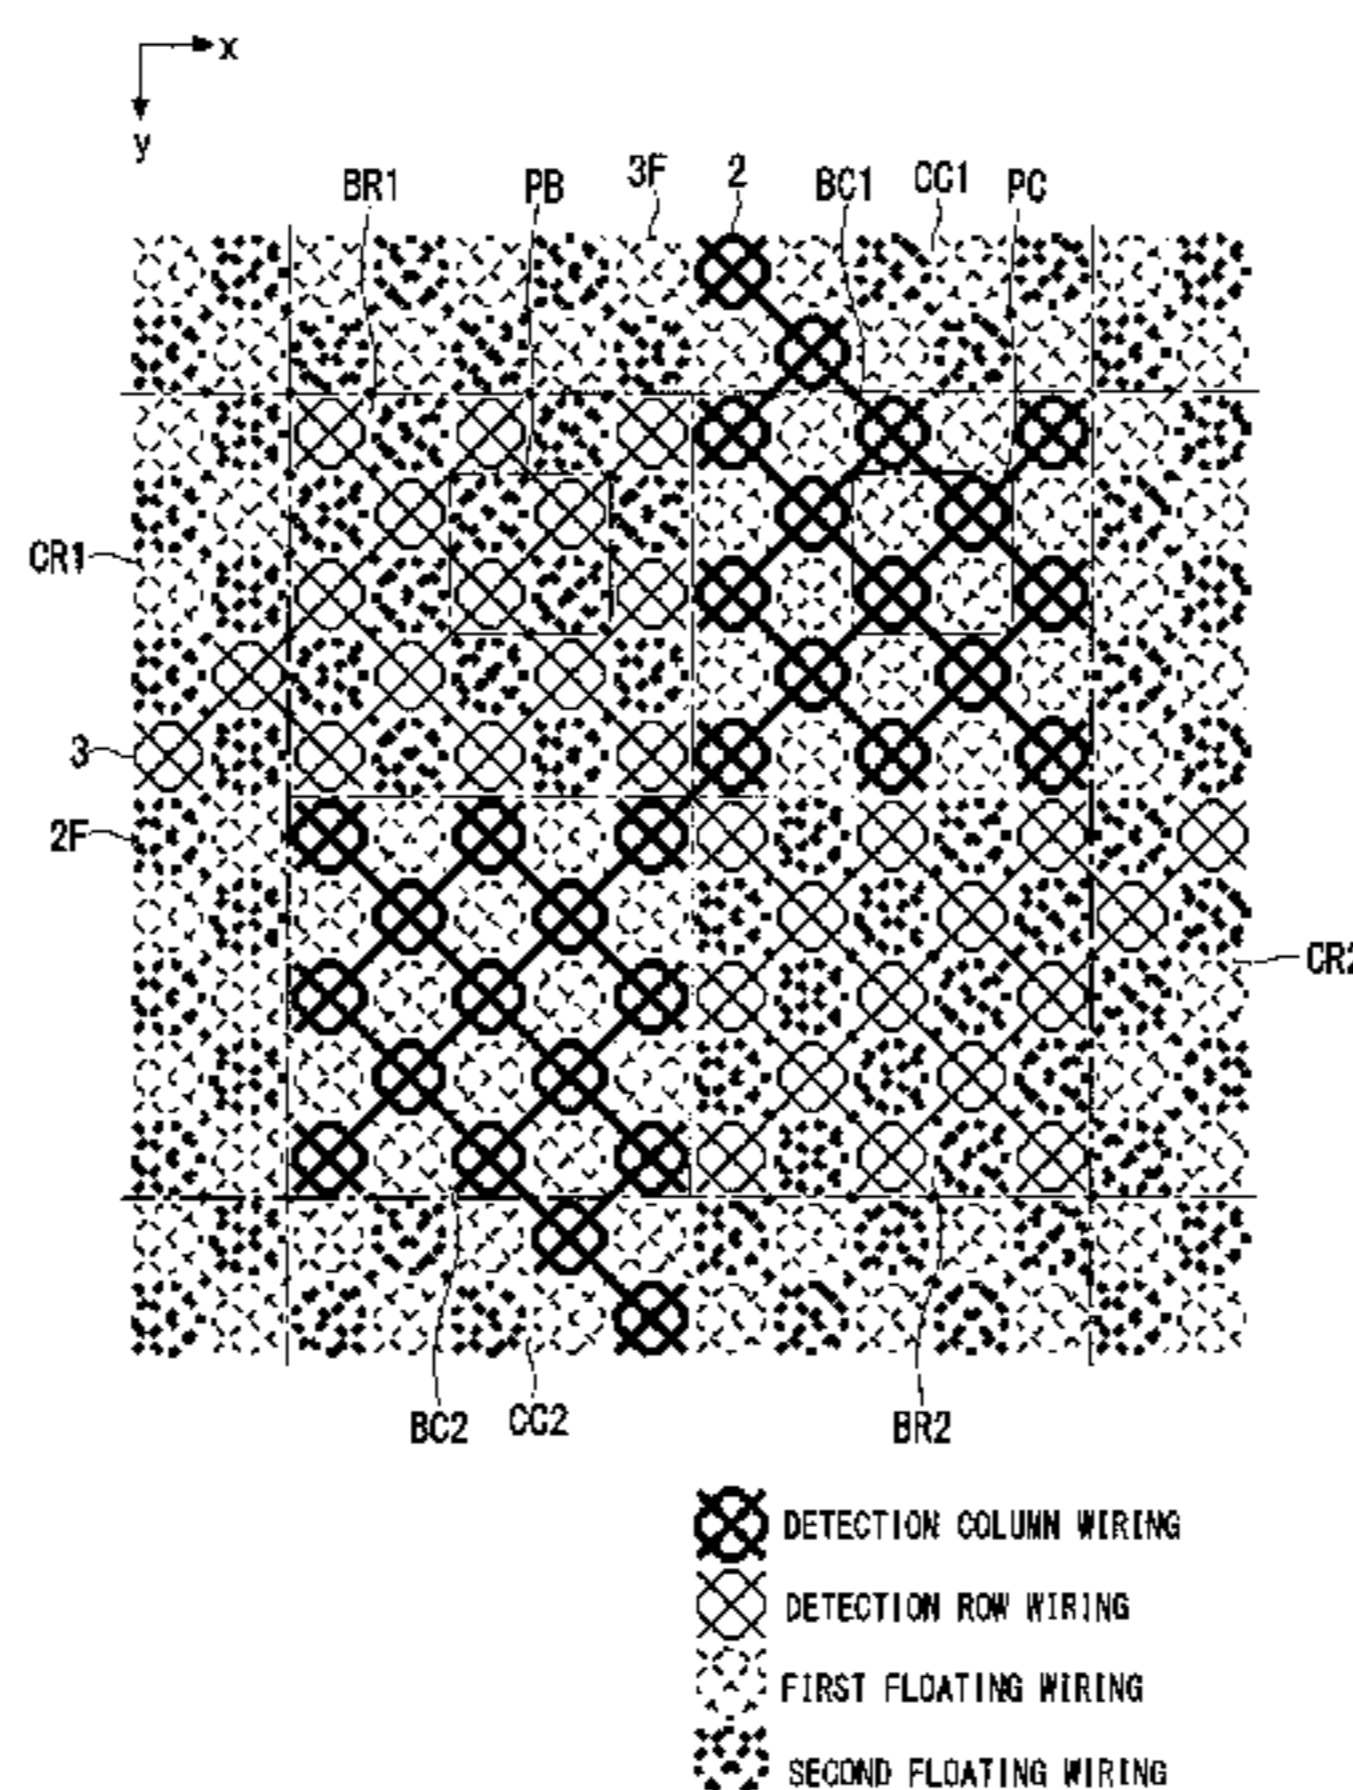 x
y
BR1 PB 3F 2 BC1 CC1 PC
CR1
3
2F
CR2
BC2 CC2 BR2
DETECTION COLUMN WIRING
DETECTION ROW WIRING
FIRST FLOATING WIRING
SECOND FLOATING WIRING